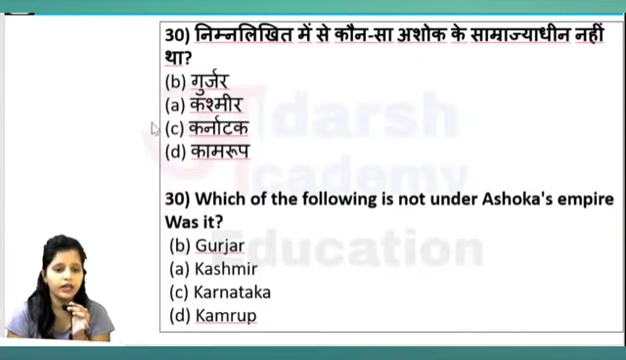 30) निम्नलिखित में से कौन-सा अशोक के साम्राज्याधीन नहीं
था?
(b) गुर्जर
(a) कश्मीर
(c) कर्नाटक
(d) कामरूप
30) Which of the following is not under Ashoka's empire
Was it?
(b) Gurjar
(a) Kashmir
(c) Karnataka
(d) Kamrup
darsh
cademy
Education